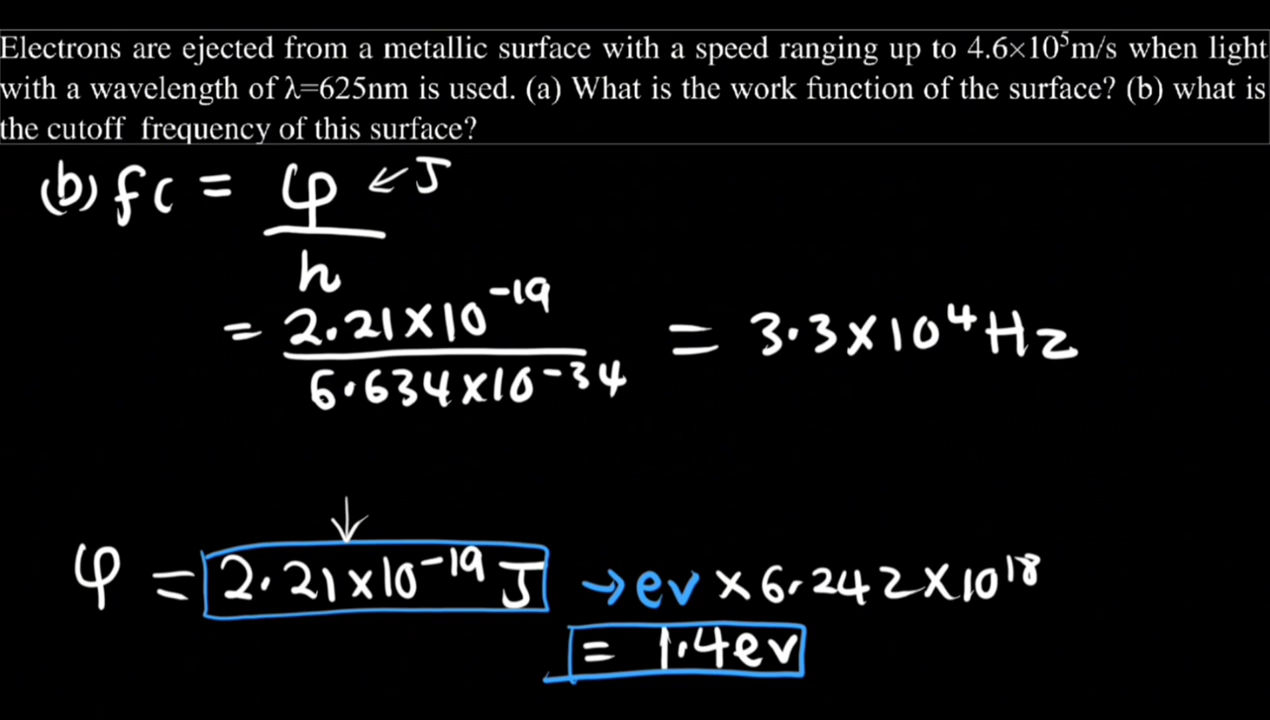 Electrons are ejected from a metallic surface with a speed ranging up to 4.6×10⁵m/s when light
with a wavelength of λ=625nm is used. (a) What is the work function of the surface? (b) what is
the cutoff frequency of this surface?
(b) fc = φ ← J
h
= 2.21×10⁻¹⁹ = 3.3×10⁴ Hz
6.634×10⁻³⁴
↓
φ = 2.21×10⁻¹⁹ J → ev ×6.242×10¹⁸
= 1.4ev